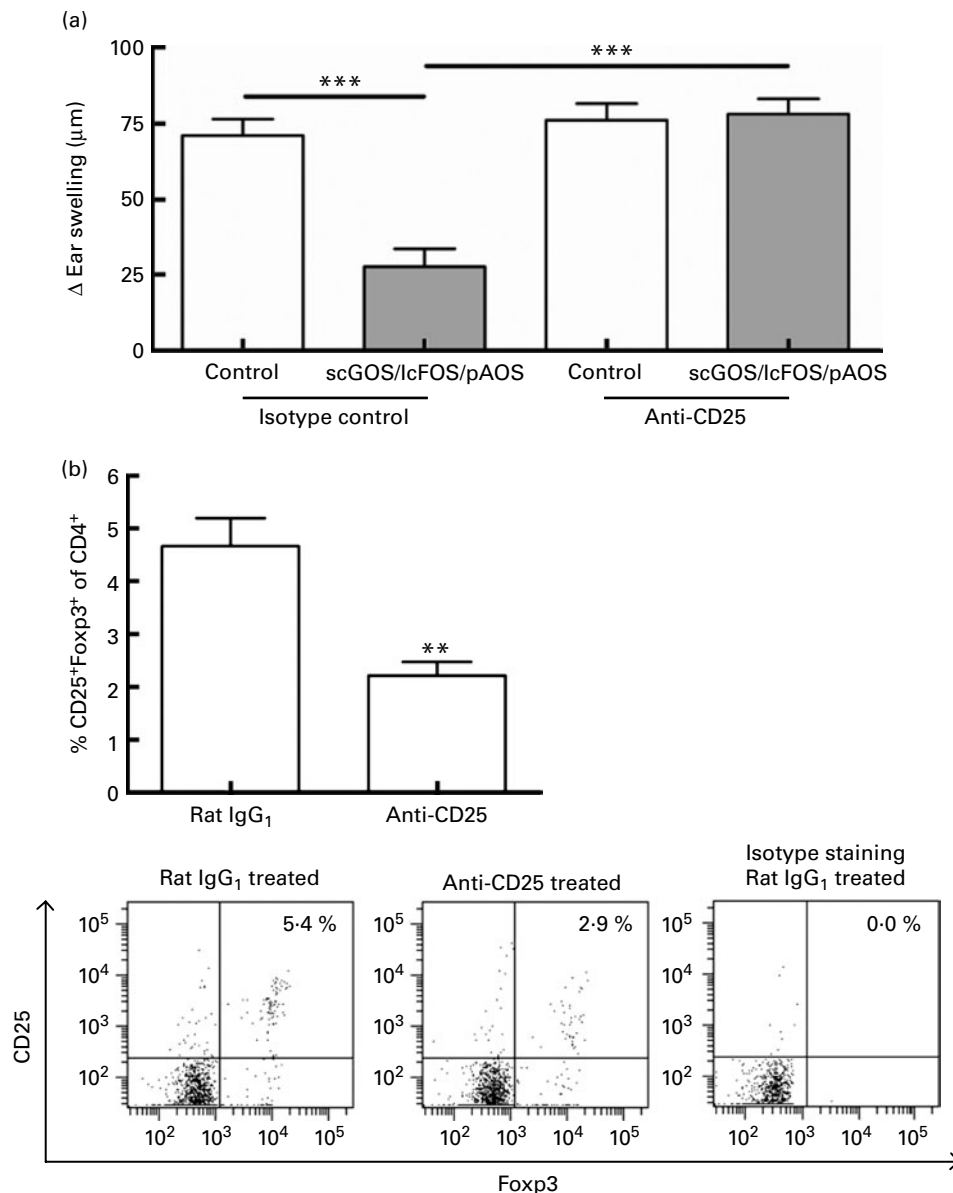 (a)
100
75
50
25
0
Δ Ear swelling (μm)
***
***
Control
scGOS/lcFOS/pAOS
Control
scGOS/lcFOS/pAOS
Isotype control
Anti-CD25
(b)
6
5
4
3
2
1
0
% CD25⁺Foxp3⁺ of CD4⁺
**
Rat IgG₁
Anti-CD25
Rat IgG₁ treated
Anti-CD25 treated
Isotype staining
Rat IgG₁ treated
5·4 %
2·9 %
0·0 %
10⁵
10⁴
10³
10²
10⁵
10⁴
10³
10²
10⁵
10⁴
10³
10²
CD25
10² 10³ 10⁴ 10⁵
10² 10³ 10⁴ 10⁵
10² 10³ 10⁴ 10⁵
Foxp3